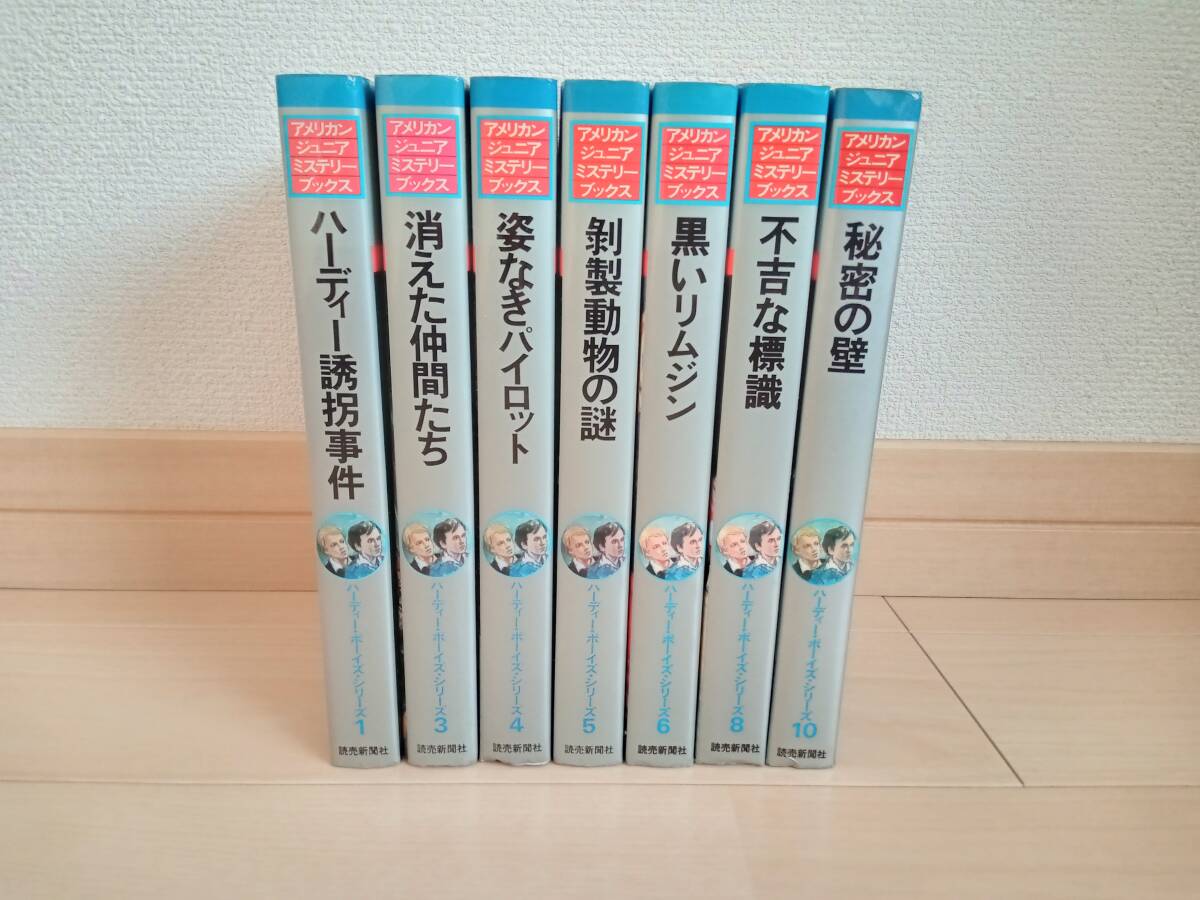 アメリカン
ジュニア
ミステリー
ブックス
ハーディー誘拐事件
ハーディー・ボーイズ・シリーズ1
読売新聞社
アメリカン
ジュニア
ミステリー
ブックス
消えた仲間たち
ハーディー・ボーイズ・シリーズ3
読売新聞社
アメリカン
ジュニア
ミステリー
ブックス
姿なきパイロット
ハーディー・ボーイズ・シリーズ4
読売新聞社
アメリカン
ジュニア
ミステリー
ブックス
剝製動物の謎
ハーディー・ボーイズ・シリーズ5
読売新聞社
アメリカン
ジュニア
ミステリー
ブックス
黒いリムジン
ハーディー・ボーイズ・シリーズ6
読売新聞社
アメリカン
ジュニア
ミステリー
ブックス
不吉な標識
ハーディー・ボーイズ・シリーズ8
読売新聞社
アメリカン
ジュニア
ミステリー
ブックス
秘密の壁
ハーディー・ボーイズ・シリーズ10
読売新聞社